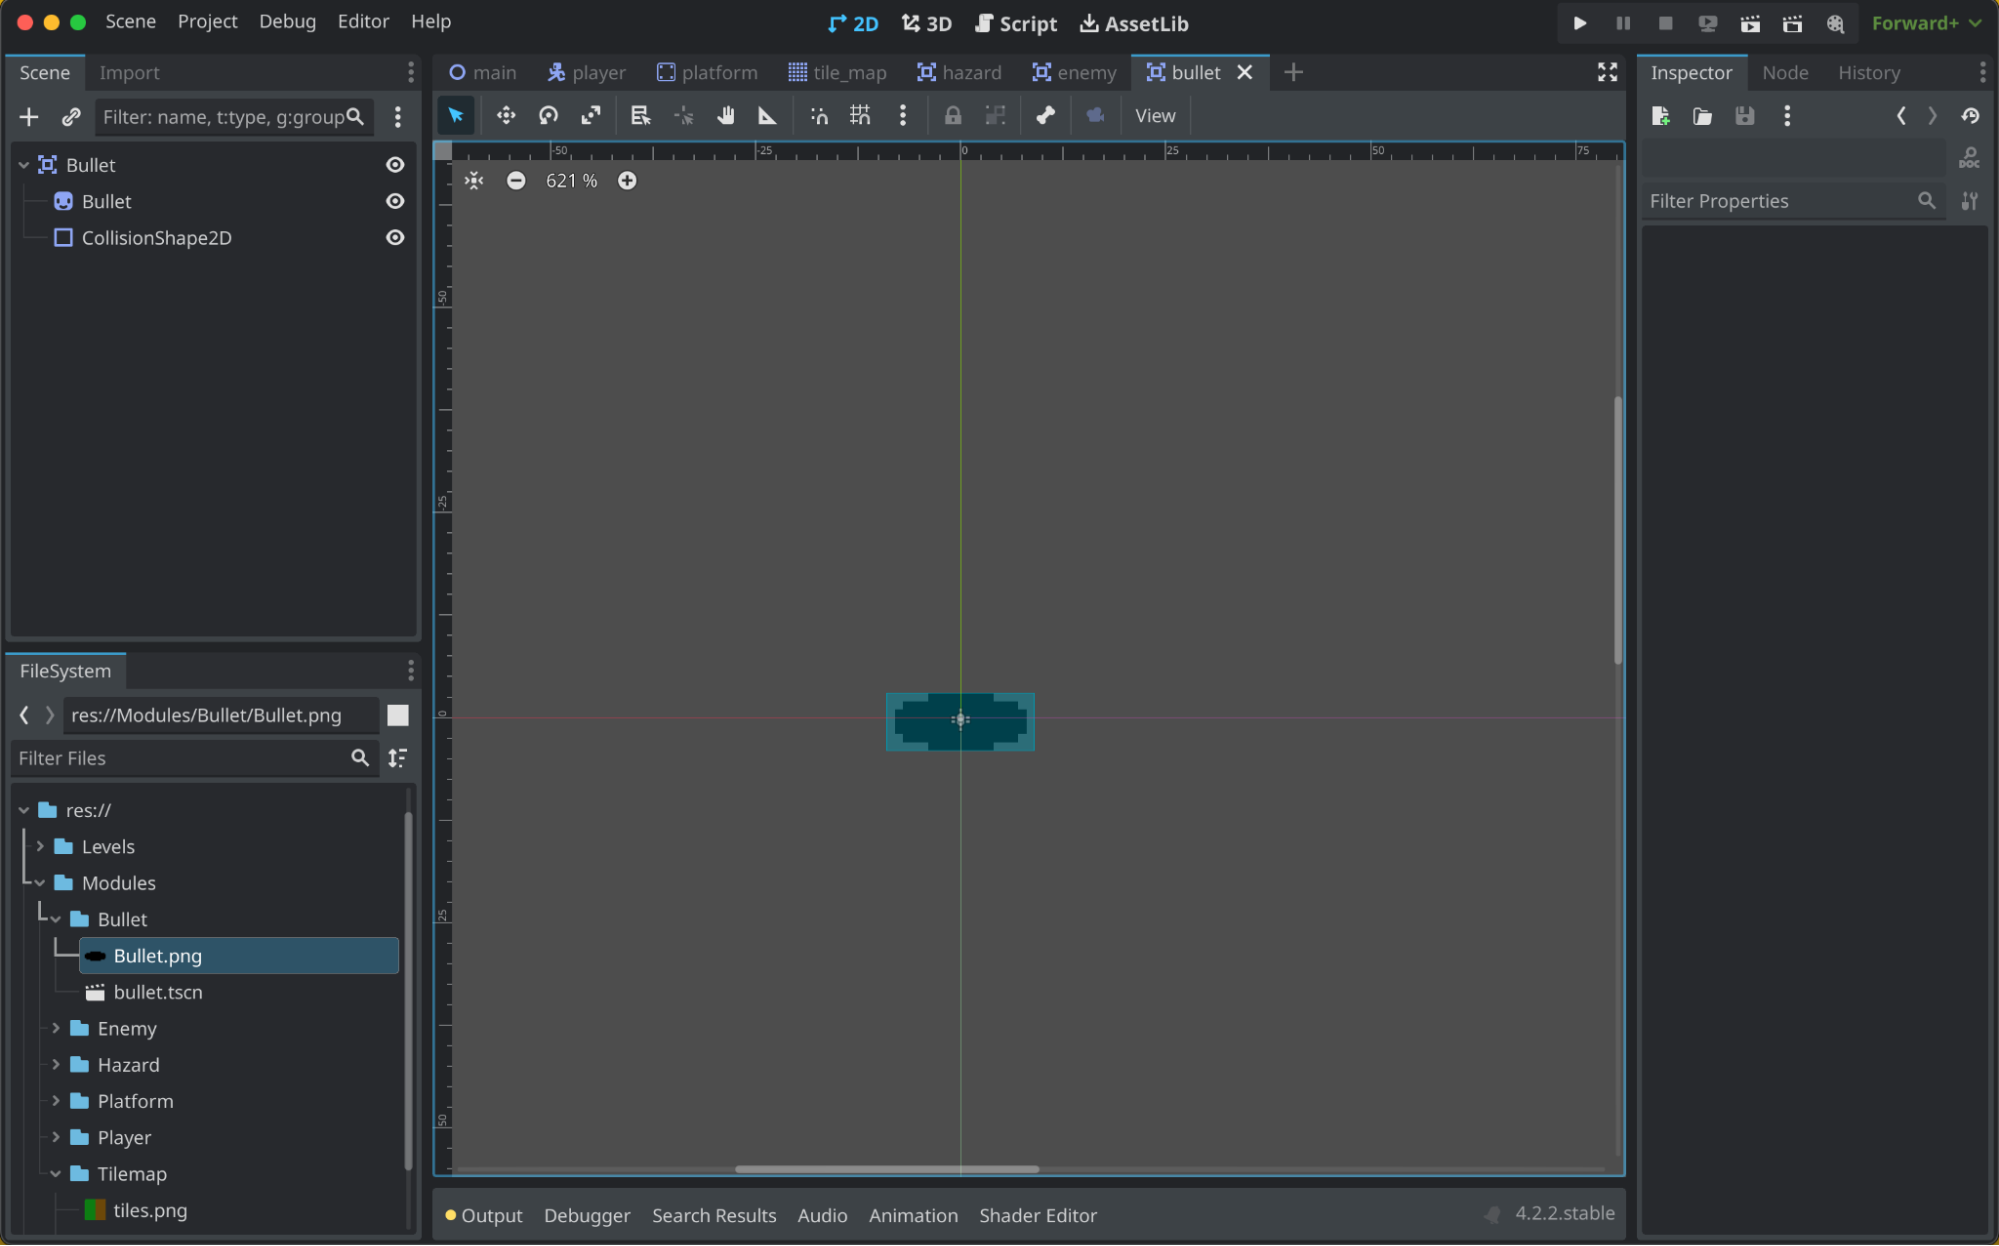 Scene Project Debug Editor Help
2D 3D Script AssetLib
Forward+
Scene Import
Filter: name, t:type, g:group
Bullet
Bullet
CollisionShape2D
FileSystem
res://Modules/Bullet/Bullet.png
Filter Files
res://
Levels
Modules
Bullet
Bullet.png
bullet.tscn
Enemy
Hazard
Platform
Player
Tilemap
tiles.png
main player platform tile_map hazard enemy bullet
View
-50 -25 0 25 50 75
621 %
-50
-25
0
25
50
Output Debugger Search Results Audio Animation Shader Editor
4.2.2.stable
Inspector Node History
DOC
Filter Properties